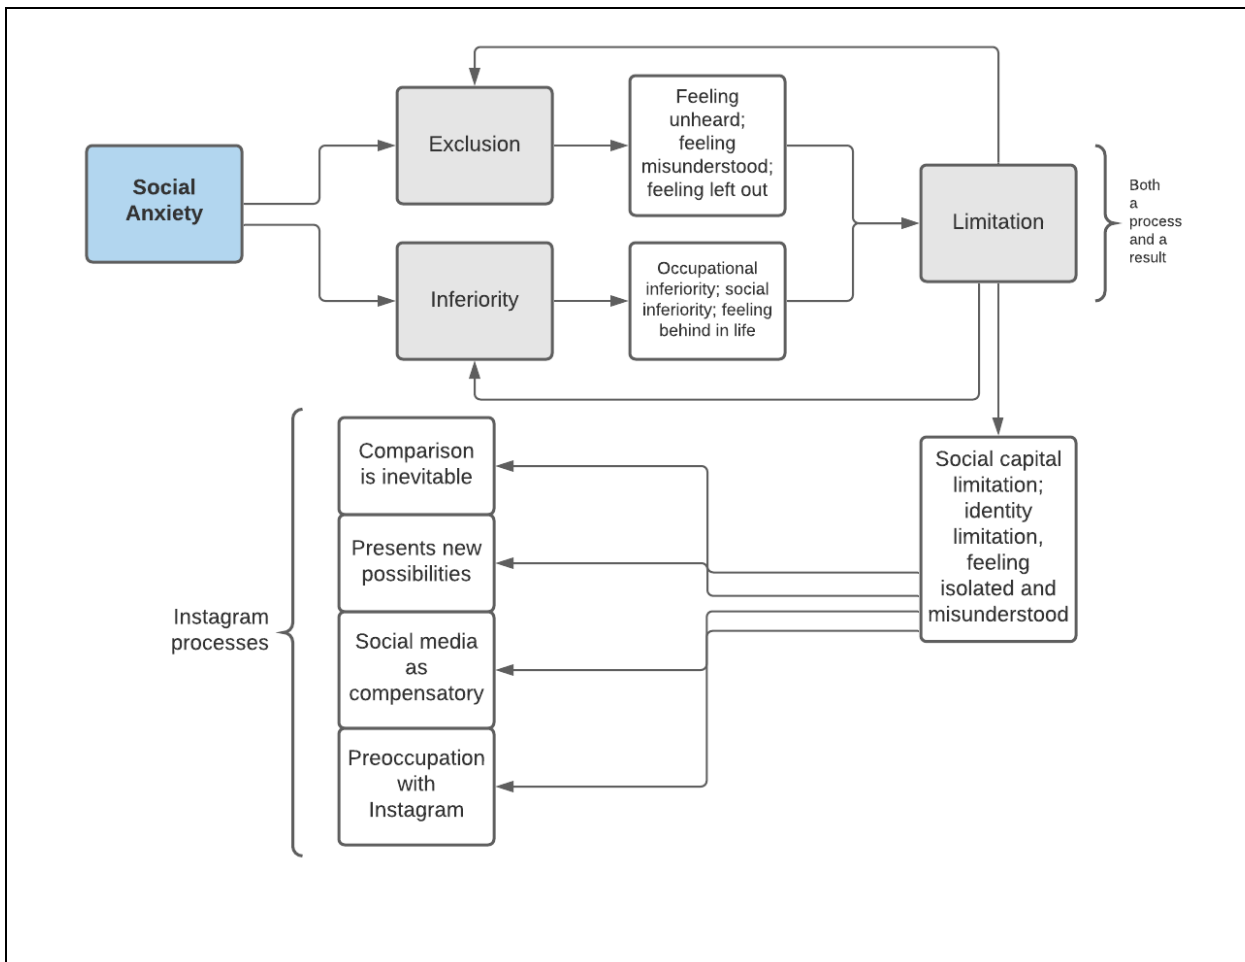 Social
Anxiety
Exclusion
Feeling
unheard;
feeling
misunderstood;
feeling left out
Inferiority
Occupational
inferiority; social
inferiority; feeling
behind in life
Limitation
Both
a
process
and a
result
Social capital
limitation;
identity
limitation,
feeling
isolated and
misunderstood
Instagram
processes
Comparison
is inevitable
Presents new
possibilities
Social media
as
compensatory
Preoccupation
with
Instagram